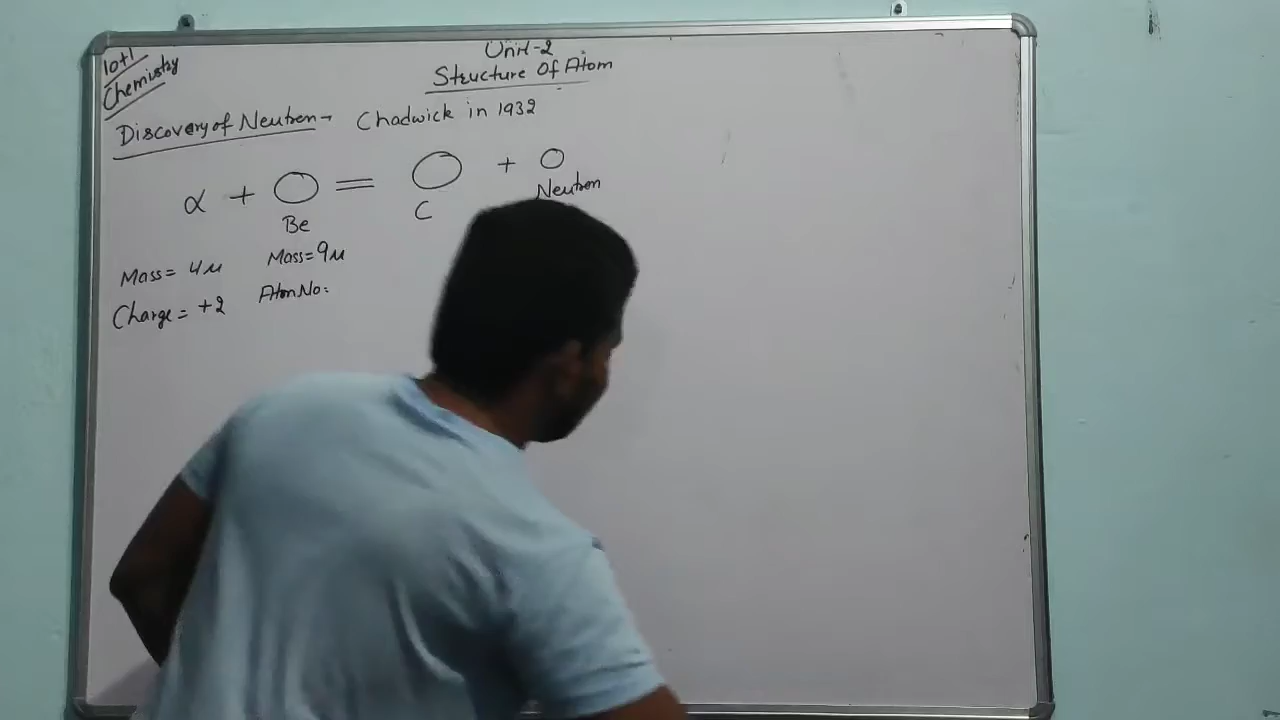 10+1
Chemistry
Unit-2
Structure Of Atom
Discovery of Neutron → Chadwick in 1932
α + Be = C + Neutron
Mass = 4u Mass = 9u
Charge = +2 Atom No: